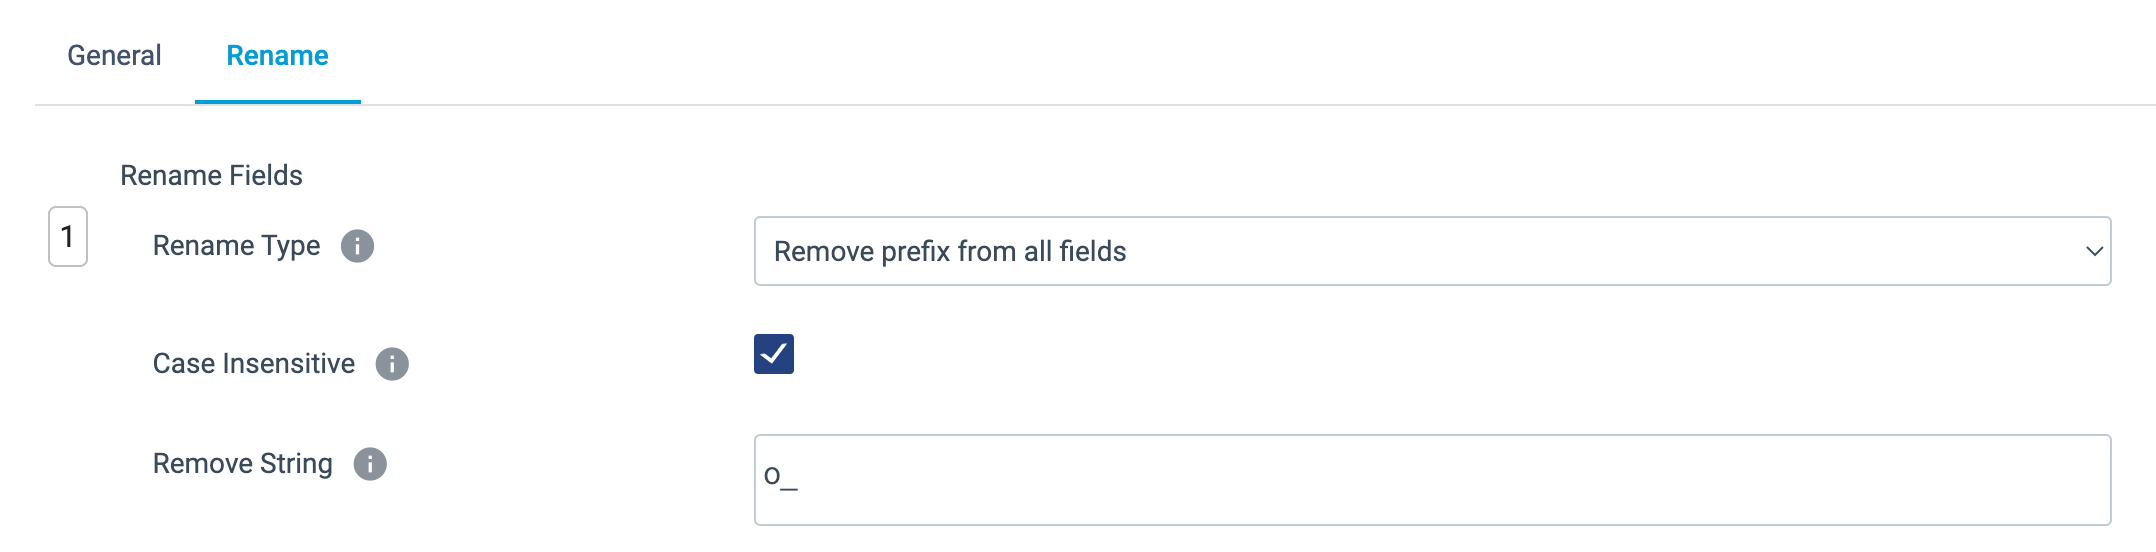 General Rename
Rename Fields
1
Rename Type
Remove prefix from all fields
Case Insensitive
Remove String
o_